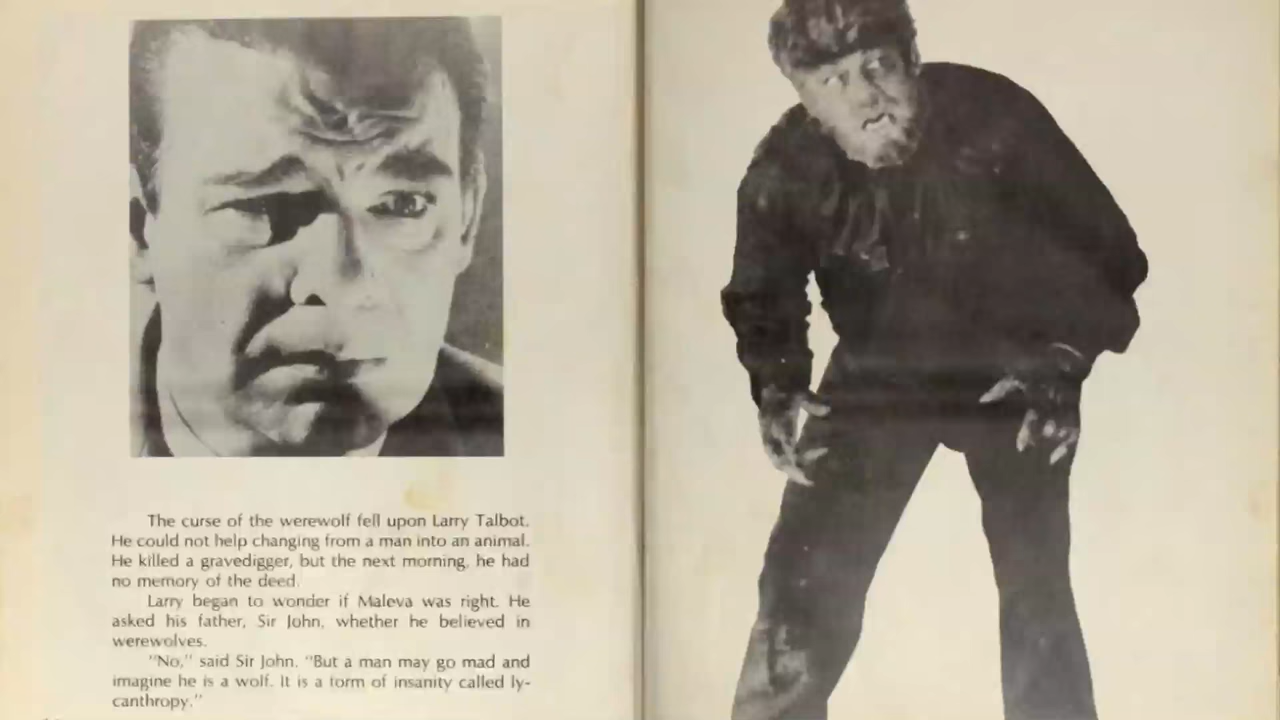 The curse of the werewolf fell upon Larry Talbot.
He could not help changing from a man into an animal.
He killed a gravedigger, but the next morning, he had
no memory of the deed.
Larry began to wonder if Maleva was right. He
asked his father, Sir John, whether he believed in
werewolves.
"No," said Sir John. "But a man may go mad and
imagine he is a wolf. It is a form of insanity called ly-
canthropy."